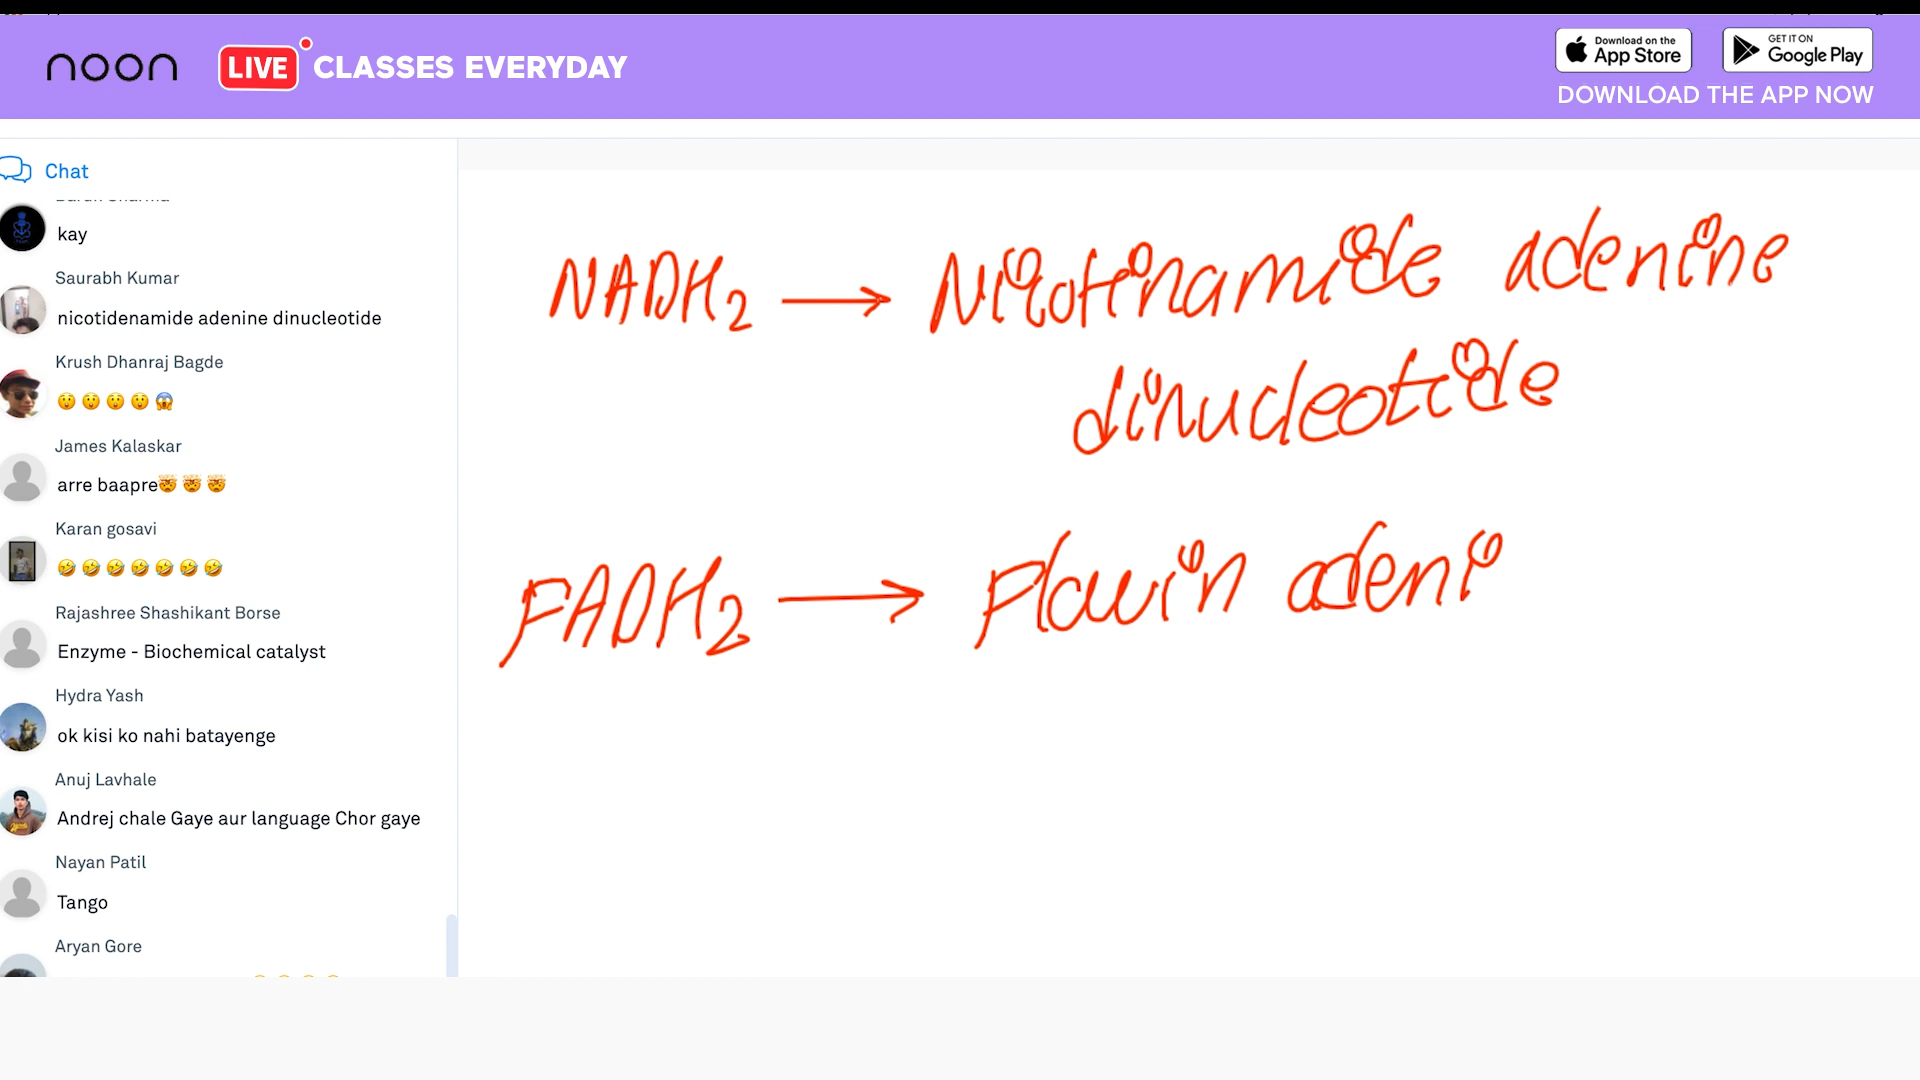 noon LIVE CLASSES EVERYDAY
Download on the App Store
GET IT ON Google Play
DOWNLOAD THE APP NOW
Chat
kay
Saurabh Kumar
nicotidenamide adenine dinucleotide
Krush Dhanraj Bagde
😲 😲 😲 😲 😱
James Kalaskar
arre baapre🤯 🤯 🤯
Karan gosavi
🤣 🤣 🤣 🤣 🤣 🤣 🤣
Rajashree Shashikant Borse
Enzyme - Biochemical catalyst
Hydra Yash
ok kisi ko nahi batayenge
Anuj Lavhale
Andrej chale Gaye aur language Chor gaye
Nayan Patil
Tango
Aryan Gore
NADH₂ → Nicotinamide adenine
dinucleotide
FADH₂ → Flavin adeni